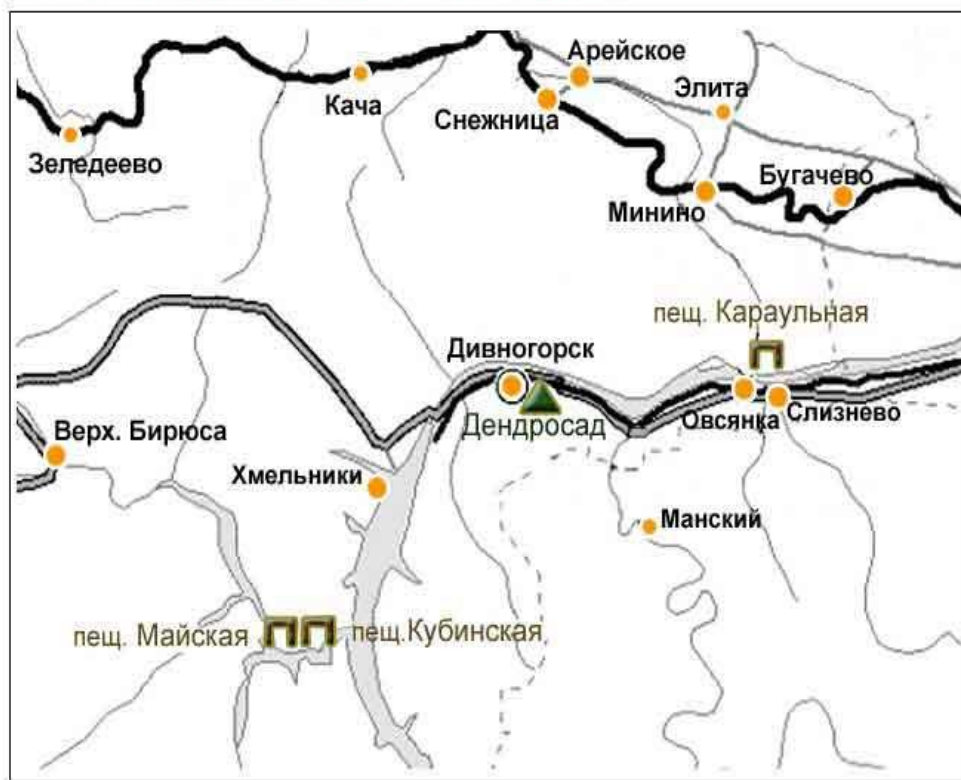 Арейское
Кача
Элита
Снежница
Зеледеево
Бугачево
Минино
пещ. Караульная
Дивногорск
Дендросад
Овсянка
Слизнево
Верх. Бирюса
Хмельники
Манский
пещ. Майская
пещ.Кубинская